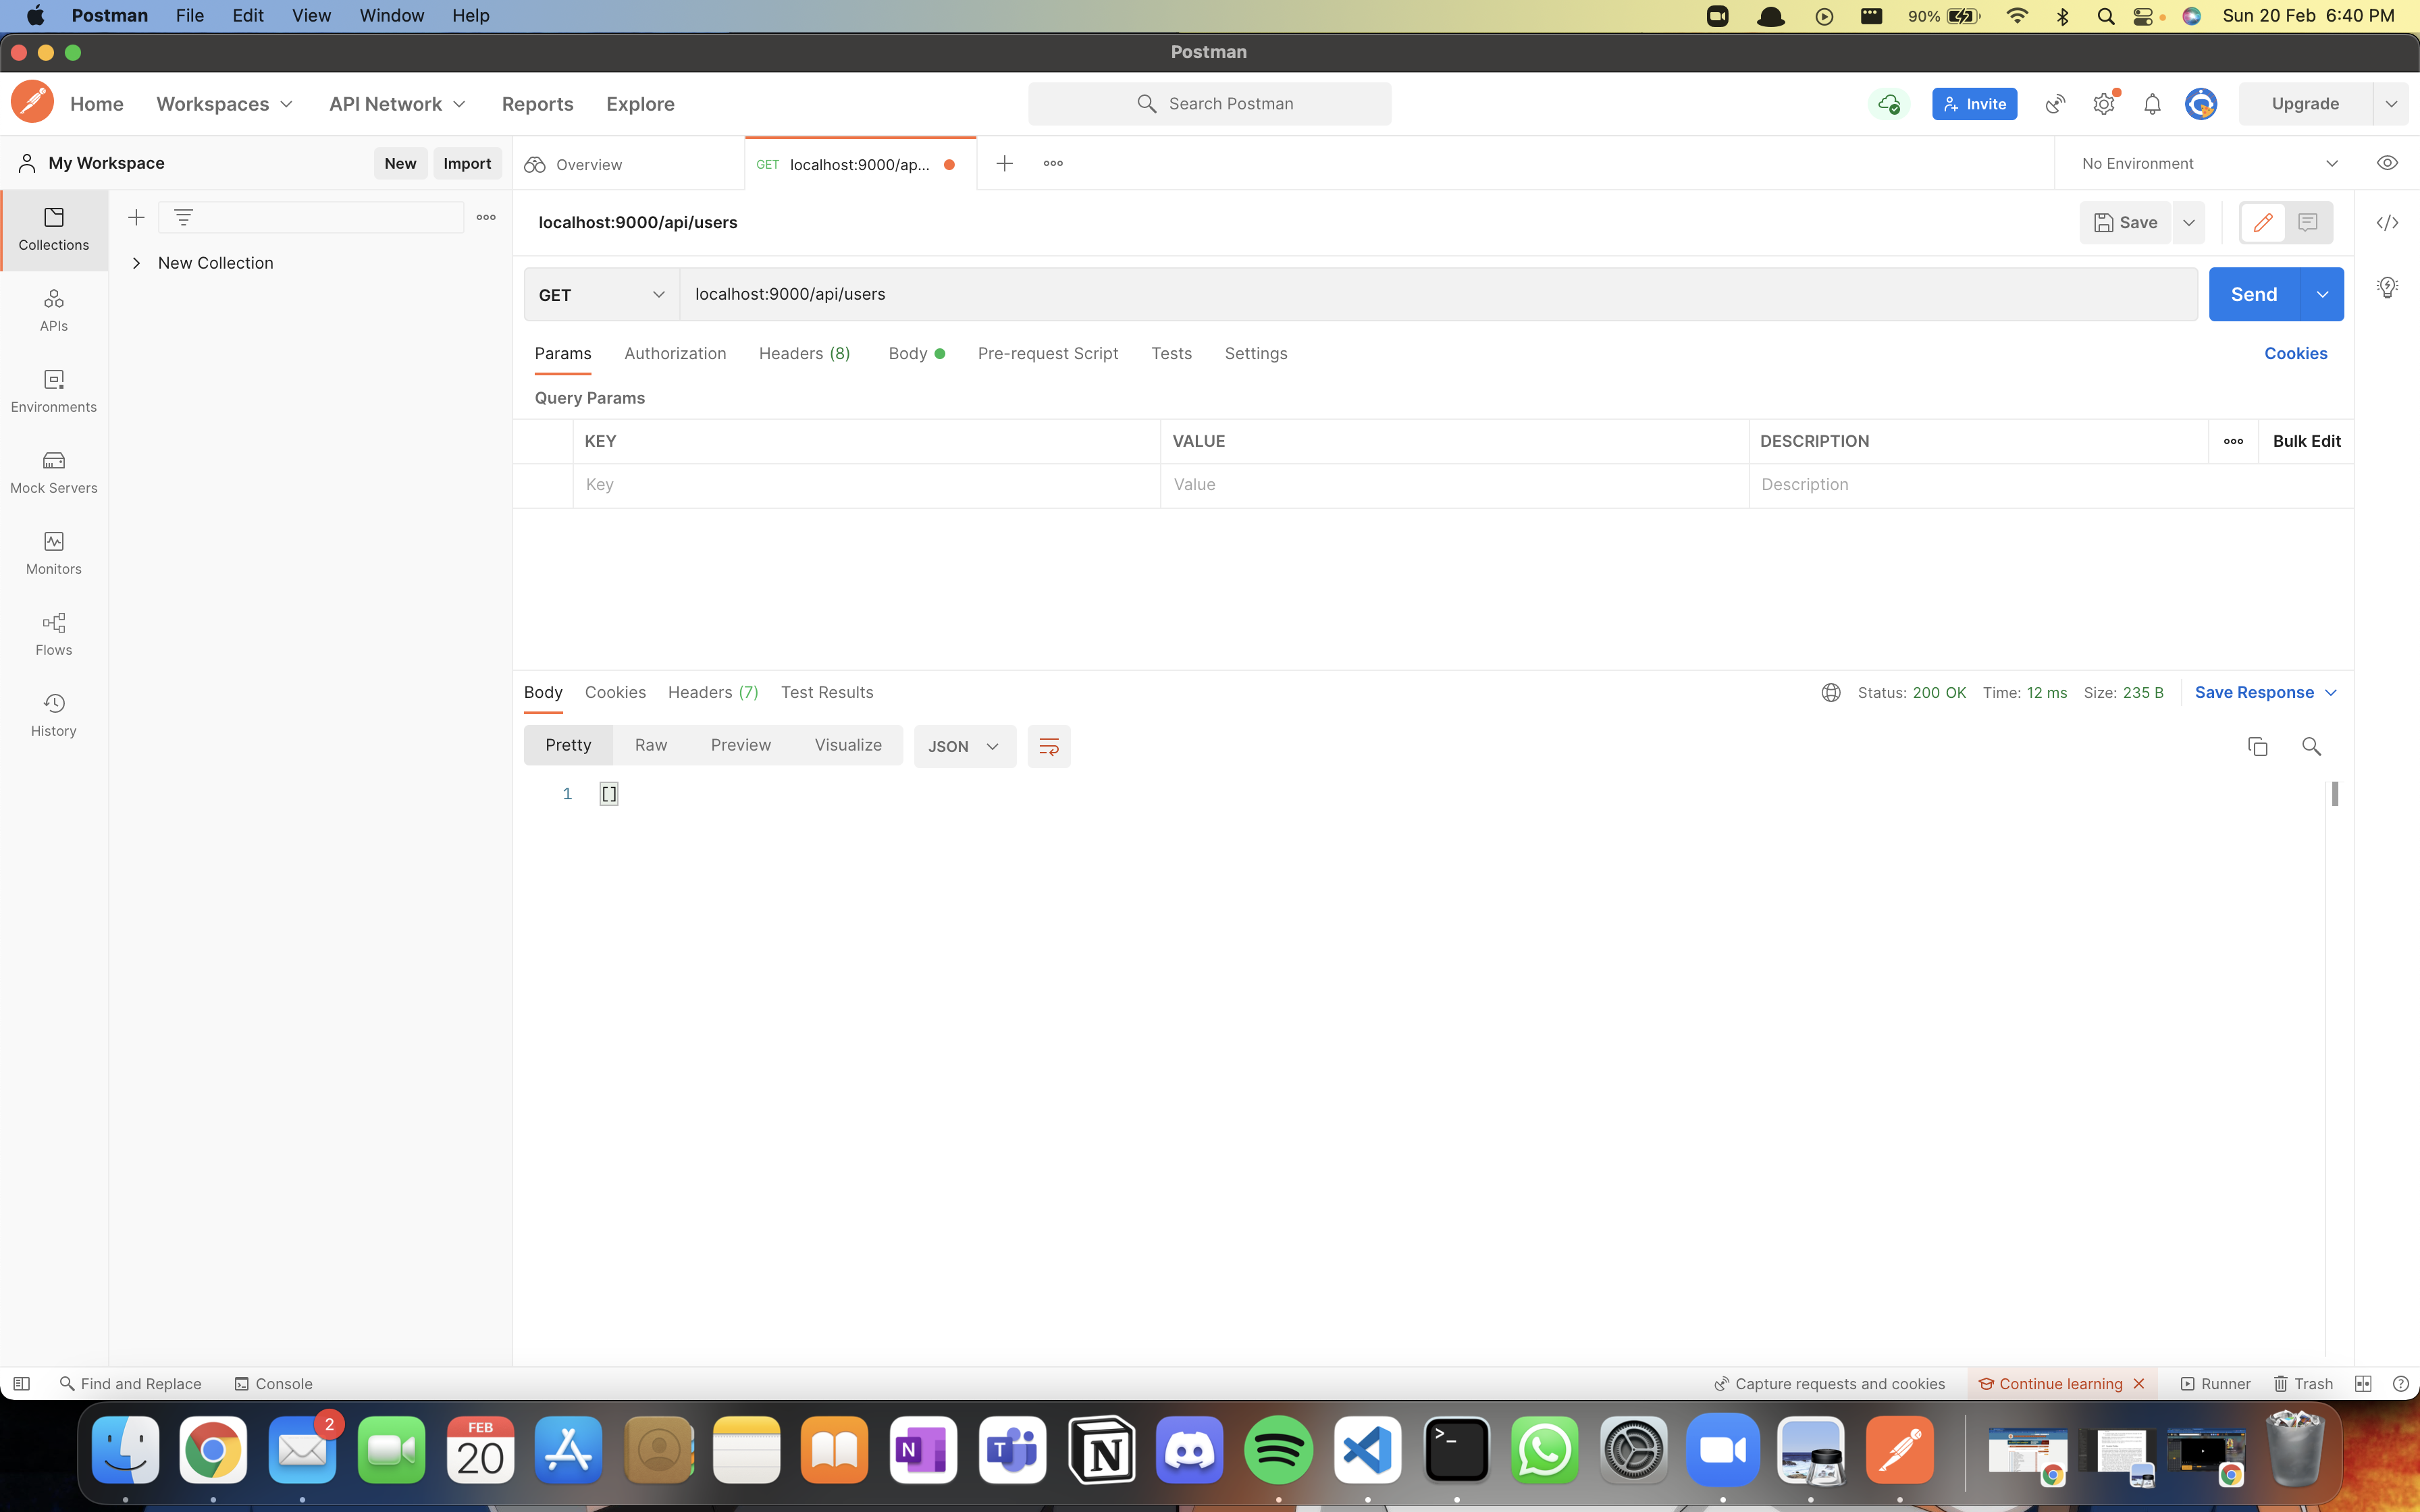 Postman File Edit View Window Help 90% Sun 20 Feb 6:40 PM
Postman
Home Workspaces API Network Reports Explore Search Postman Invite Upgrade
My Workspace New Import Overview GET localhost:9000/ap... No Environment
Collections
New Collection
APIs
Environments
Mock Servers
Monitors
Flows
History
localhost:9000/api/users Save
GET localhost:9000/api/users Send
Params Authorization Headers (8) Body Pre-request Script Tests Settings Cookies
Query Params
KEY VALUE DESCRIPTION Bulk Edit
Key Value Description
Body Cookies Headers (7) Test Results Status: 200 OK Time: 12 ms Size: 235 B Save Response
Pretty Raw Preview Visualize JSON
1 []
Find and Replace Console Capture requests and cookies Continue learning Runner Trash
2
FEB
20
N
T
N
>_